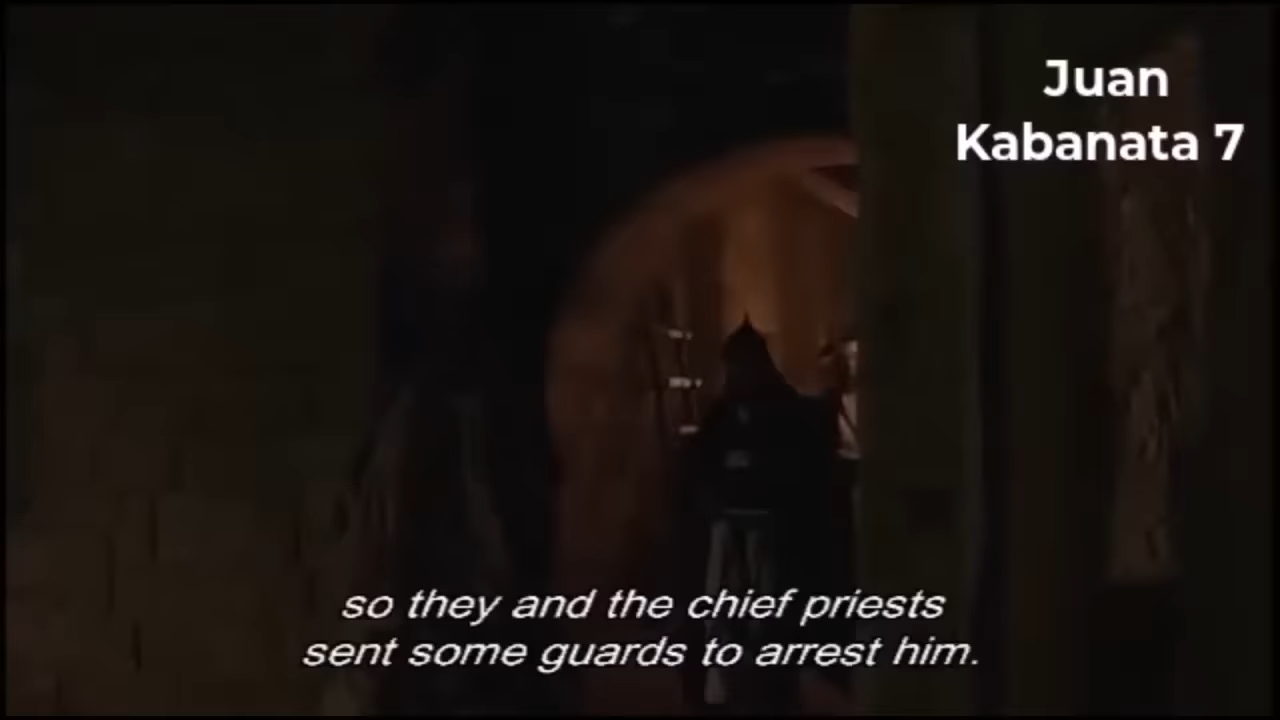 Juan
Kabanata 7
so they and the chief priests
sent some guards to arrest him.